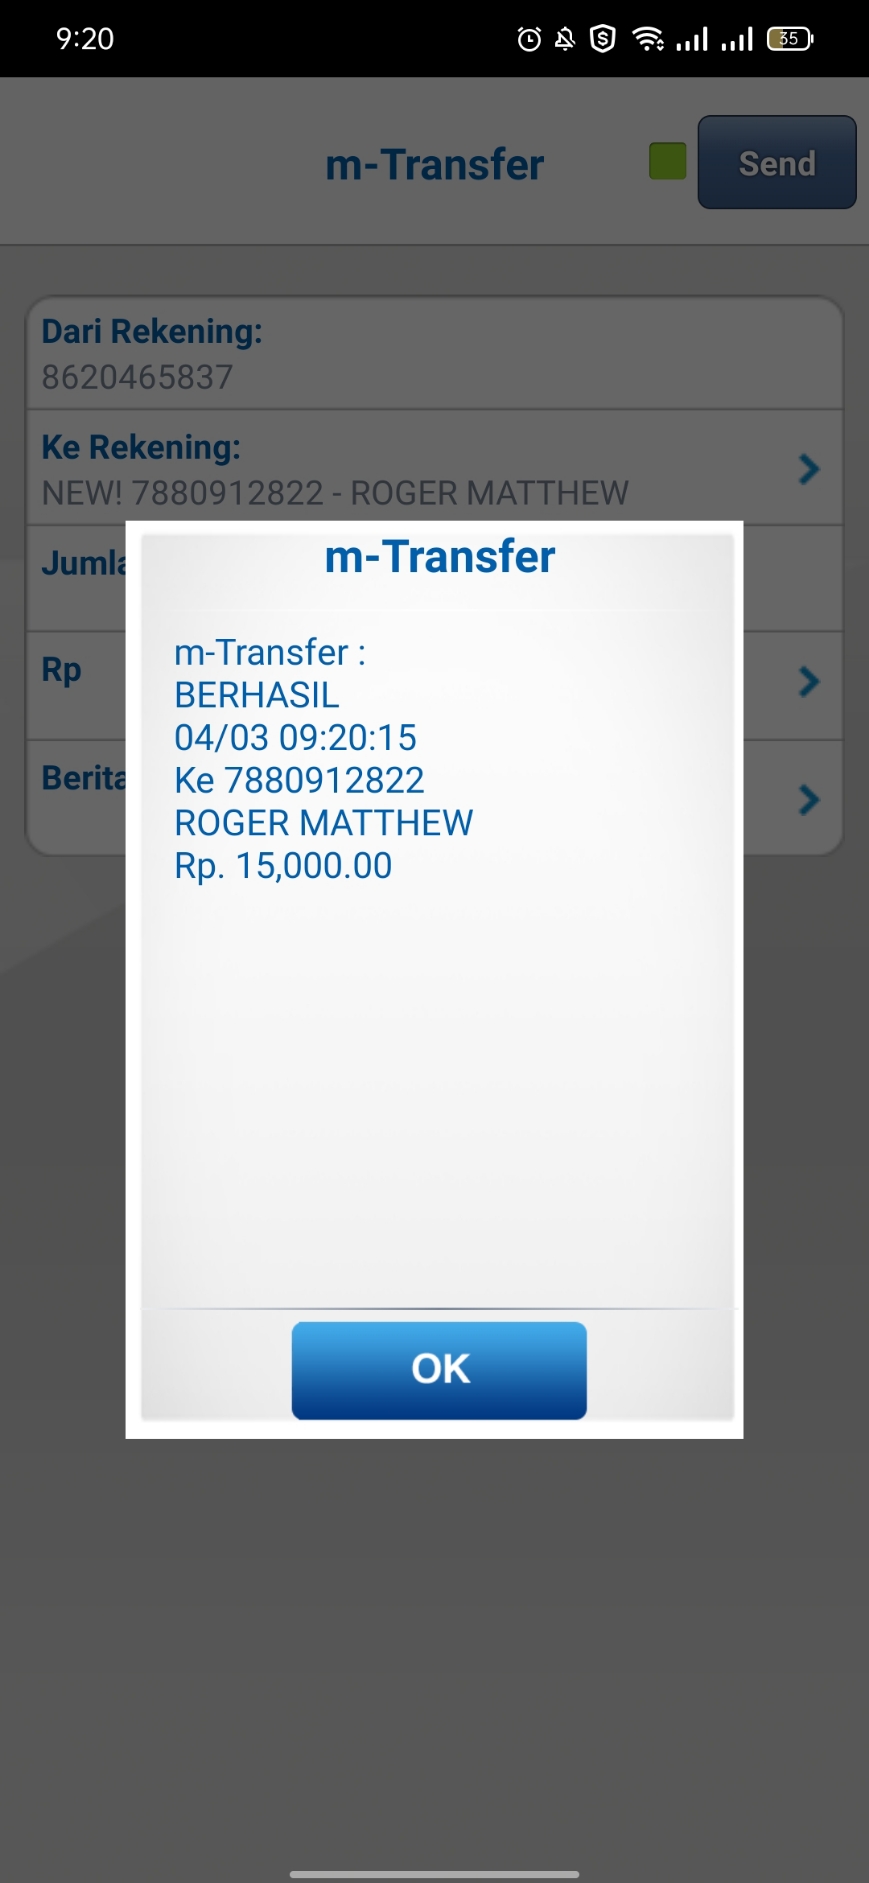 9:20
35
m-Transfer
Send
Dari Rekening:
8620465837
Ke Rekening:
NEW! 7880912822 - ROGER MATTHEW
Jumla
Rp
Berita
m-Transfer
m-Transfer :
BERHASIL
04/03 09:20:15
Ke 7880912822
ROGER MATTHEW
Rp. 15,000.00
OK